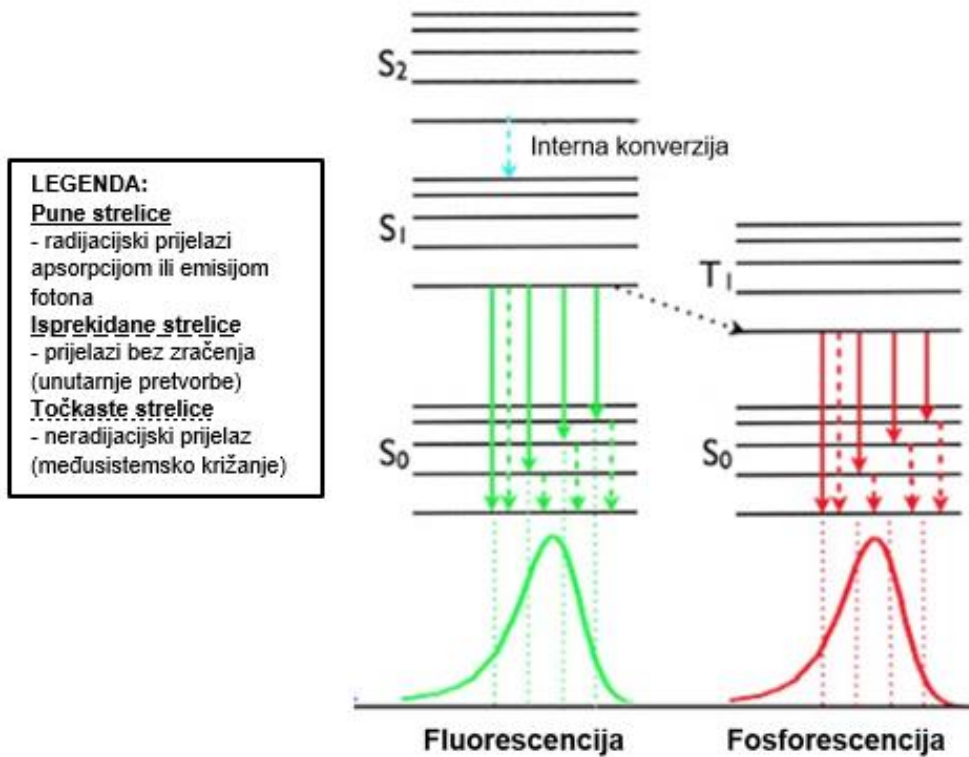 LEGENDA:
Pune strelice
- radijacijski prijelazi
apsorpcijom ili emisijom
fotona
Isprekidane strelice
- prijelazi bez zračenja
(unutarnje pretvorbe)
Točkaste strelice
- neradijacijski prijelaz
(međusistemsko križanje)
S₂
Interna konverzija
S₁
T₁
S₀
S₀
Fluorescencija
Fosforescencija